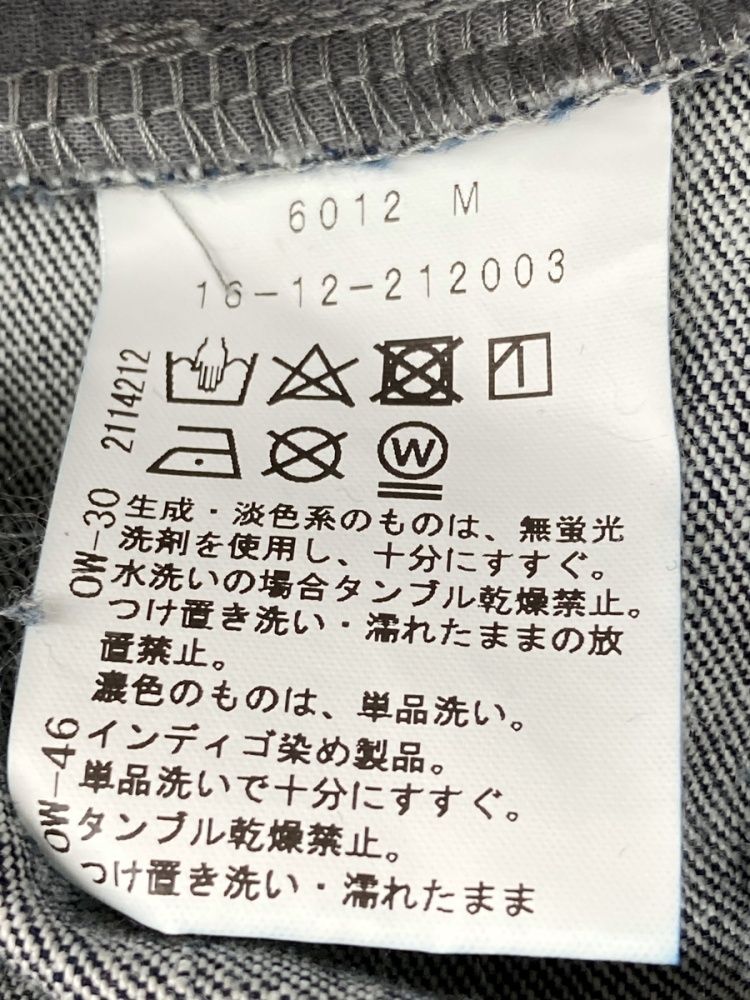 6012 M
16-12-212003
2114212
W
OW-30
生成・淡色系のものは、無蛍光
洗剤を使用し、十分にすすぐ。
水洗いの場合タンブル乾燥禁止。
つけ置き洗い・濡れたままの放
置禁止。
濃色のものは、単品洗い。
OW-46
インディゴ染め製品。
単品洗いで十分にすすぐ。
タンブル乾燥禁止。
つけ置き洗い・濡れたまま